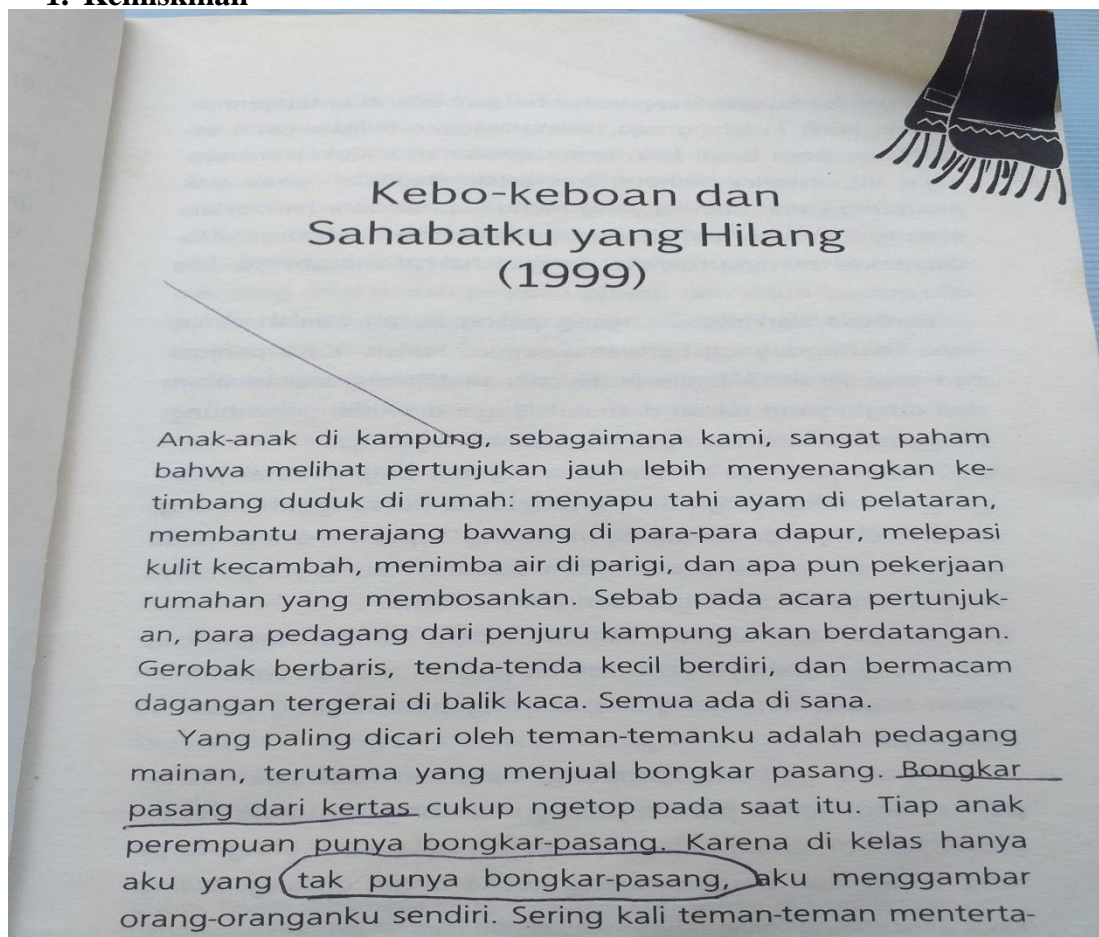 1. Kemiskinan
Kebo-keboan dan
Sahabatku yang Hilang
(1999)
Anak-anak di kampung, sebagaimana kami, sangat paham
bahwa melihat pertunjukan jauh lebih menyenangkan ke-
timbang duduk di rumah: menyapu tahi ayam di pelataran,
membantu merajang bawang di para-para dapur, melepasi
kulit kecambah, menimba air di parigi, dan apa pun pekerjaan
rumahan yang membosankan. Sebab pada acara pertunjuk-
an, para pedagang dari penjuru kampung akan berdatangan.
Gerobak berbaris, tenda-tenda kecil berdiri, dan bermacam
dagangan tergerai di balik kaca. Semua ada di sana.
Yang paling dicari oleh teman-temanku adalah pedagang
mainan, terutama yang menjual bongkar pasang. Bongkar
pasang dari kertas cukup ngetop pada saat itu. Tiap anak
perempuan punya bongkar-pasang. Karena di kelas hanya
aku yang tak punya bongkar-pasang, aku menggambar
orang-oranganku sendiri. Sering kali teman-teman menterta-